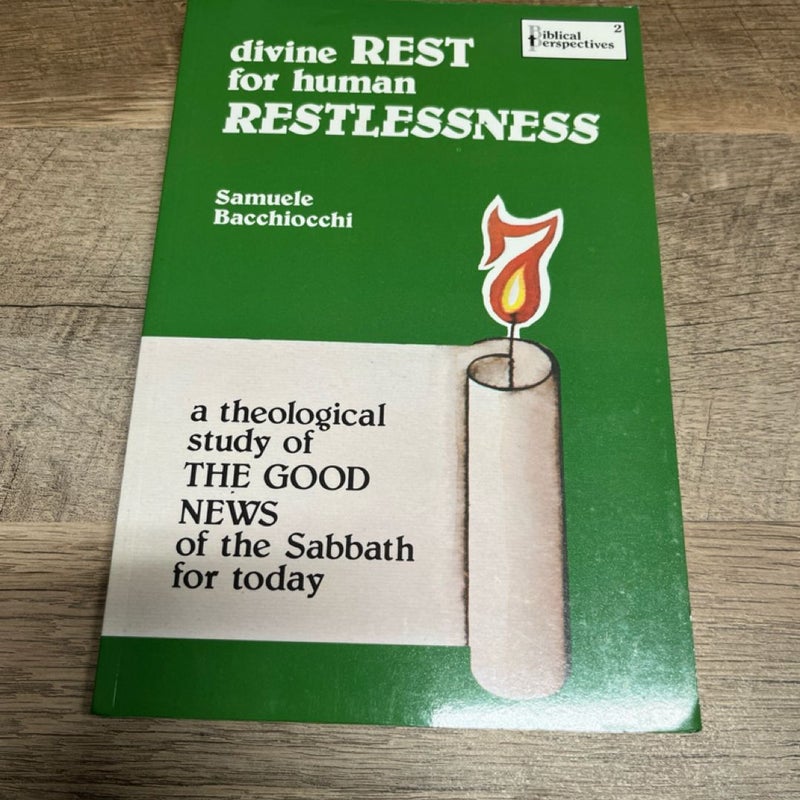 divine REST
for human
RESTLESSNESS
2
Biblical
Perspectives
Samuele
Bacchiocchi
7
a theological
study of
THE GOOD
NEWS
of the Sabbath
for today